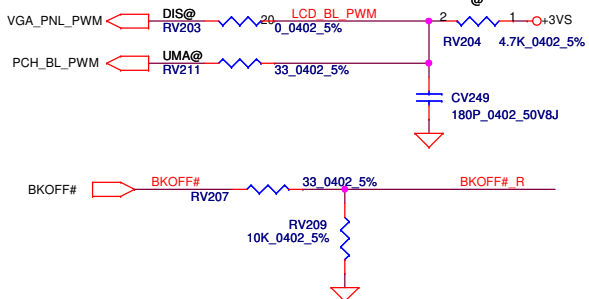 @
VGA_PNL_PWM DIS@ 20 LCD_BL_PWM 2 1 +3VS
RV203 0_0402_5% RV204 4.7K_0402_5%
PCH_BL_PWM UMA@
RV211 33_0402_5%
CV249
180P_0402_50V8J
BKOFF# BKOFF# 33_0402_5% BKOFF#_R
RV207
RV209
10K_0402_5%